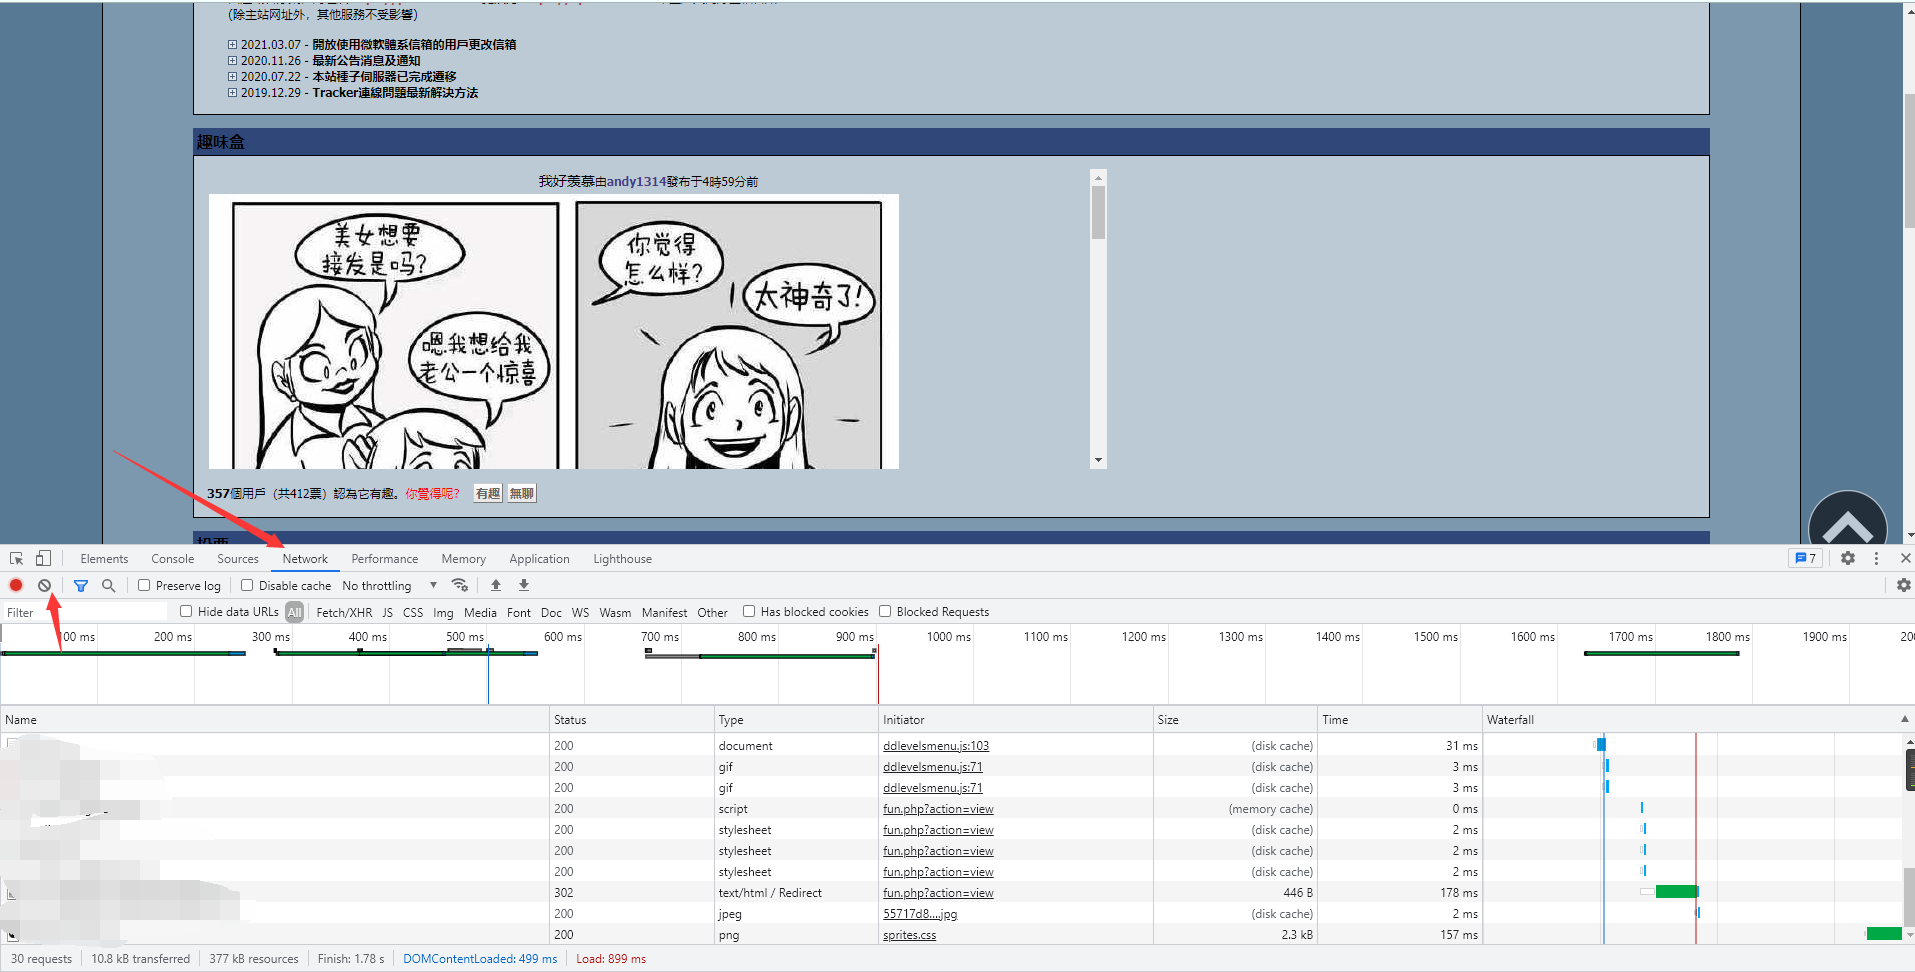 (除主站网址外，其他服務不受影響)
2021.03.07 - 開放使用微軟體系信箱的用戶更改信箱
2020.11.26 - 最新公告消息及通知
2020.07.22 - 本站種子伺服器已完成遷移
2019.12.29 - Tracker連線問題最新解決方法
趣味盒
我好羨慕由andy1314發布于4時59分前
美女想要
接发是吗?
嗯.我想给我
老公一个惊喜
你觉得
怎么样?
太神奇了!
357個用戶（共412票）認為它有趣。你覺得呢? 有趣 無聊
Elements Console Sources Network Performance Memory Application Lighthouse 7
Preserve log Disable cache No throttling
Filter Hide data URLs All Fetch/XHR JS CSS Img Media Font Doc WS Wasm Manifest Other Has blocked cookies Blocked Requests
00 ms 200 ms 300 ms 400 ms 500 ms 600 ms 700 ms 800 ms 900 ms 1000 ms 1100 ms 1200 ms 1300 ms 1400 ms 1500 ms 1600 ms 1700 ms 1800 ms 1900 ms 200
Name Status Type Initiator Size Time Waterfall
200 document ddlevelsmenu.js:103 (disk cache) 31 ms
200 gif ddlevelsmenu.js:71 (disk cache) 3 ms
200 gif ddlevelsmenu.js:71 (disk cache) 3 ms
200 script fun.php?action=view (memory cache) 0 ms
200 stylesheet fun.php?action=view (disk cache) 2 ms
200 stylesheet fun.php?action=view (disk cache) 2 ms
200 stylesheet fun.php?action=view (disk cache) 2 ms
302 text/html / Redirect fun.php?action=view 446 B 178 ms
200 jpeg 55717d8....jpg (disk cache) 2 ms
200 png sprites.css 2.3 kB 157 ms
30 requests 10.8 kB transferred 377 kB resources Finish: 1.78 s DOMContentLoaded: 499 ms Load: 899 ms